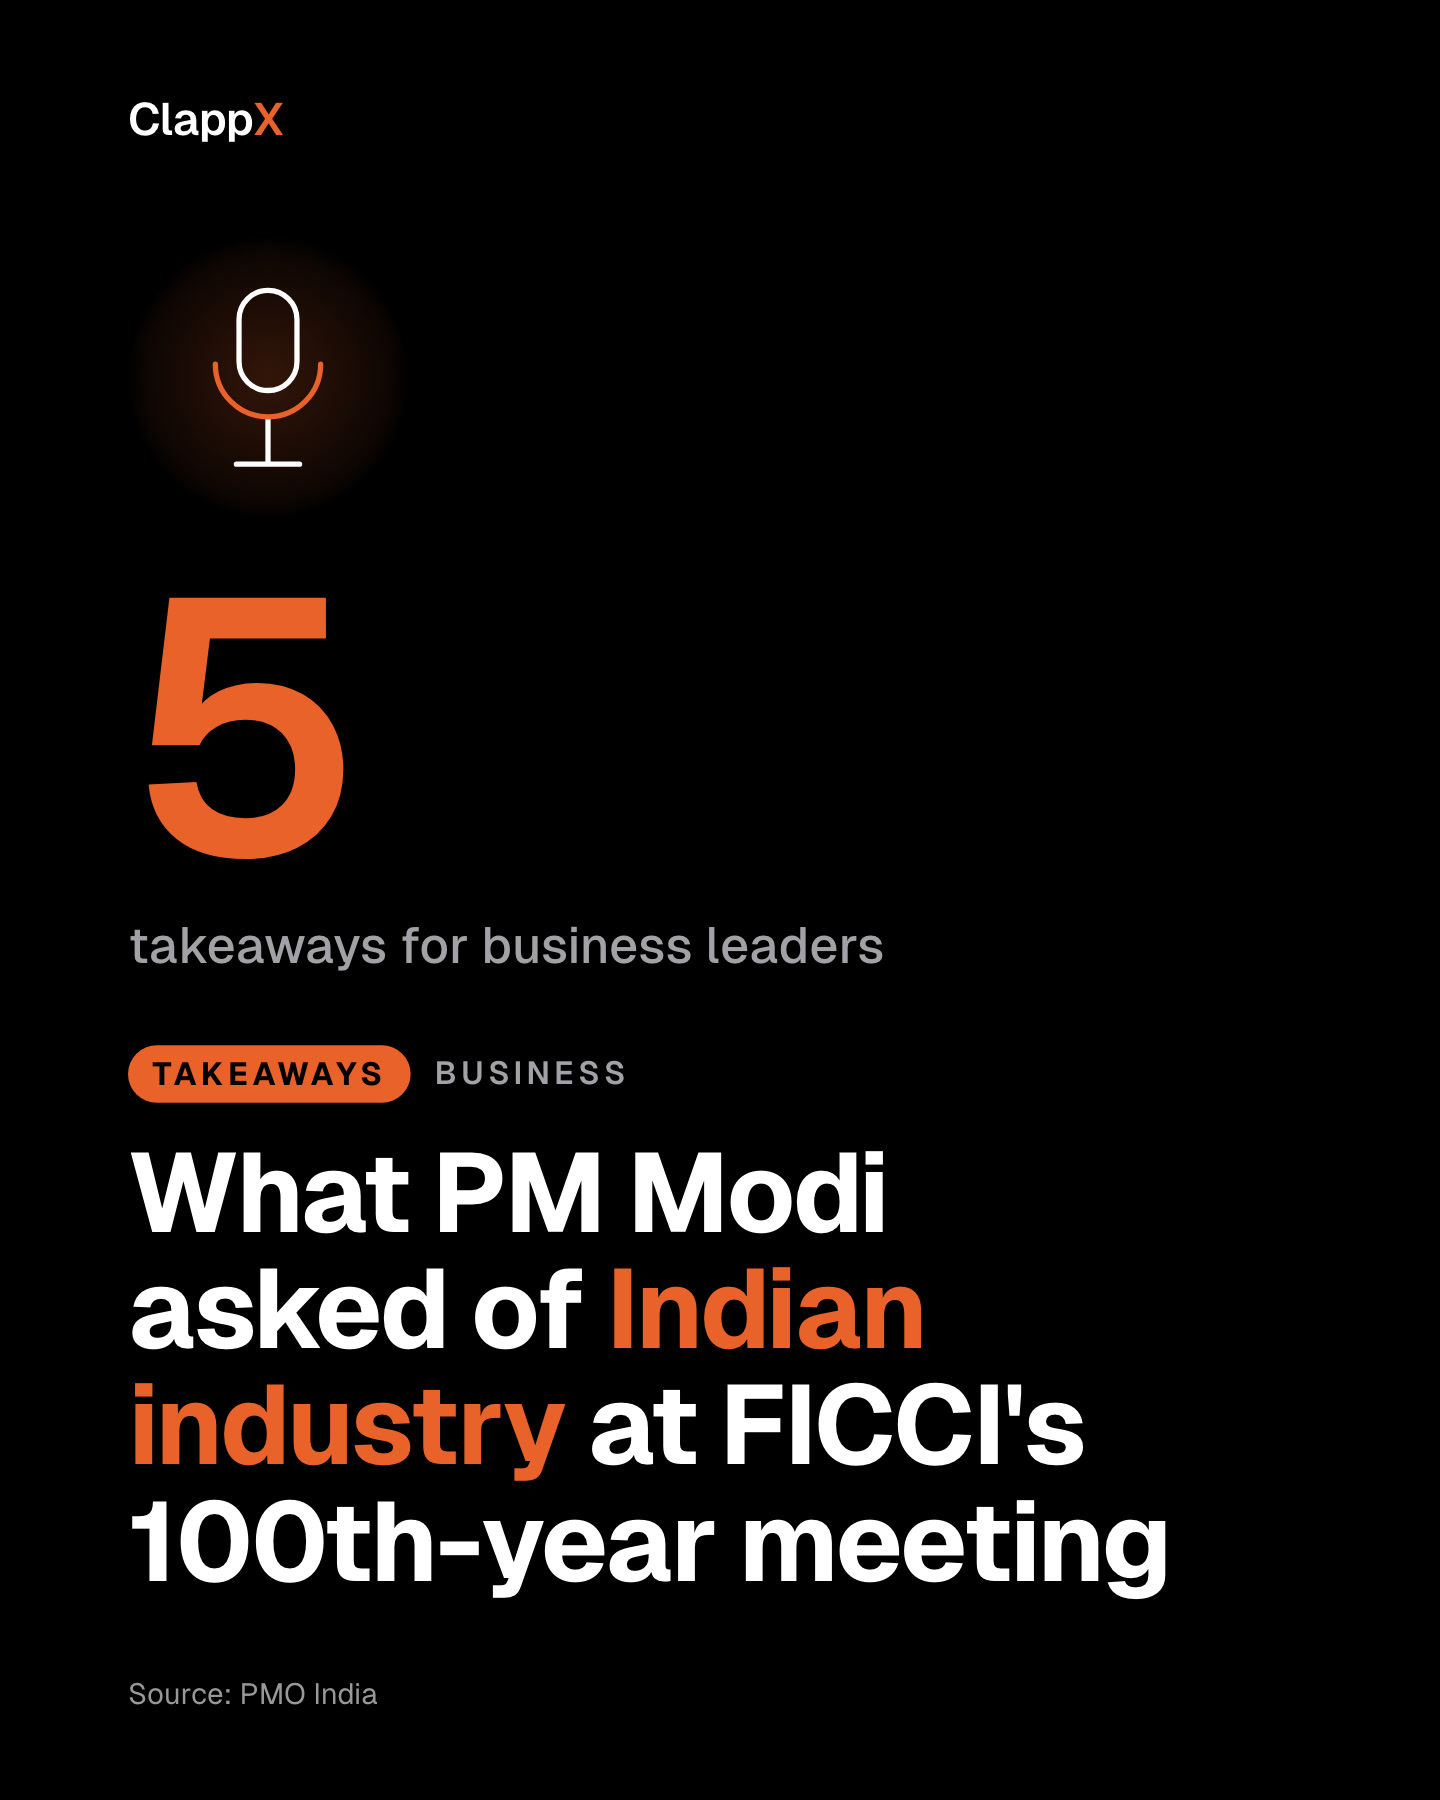 ClappX
5
takeaways for business leaders
TAKEAWAYS BUSINESS
What PM Modi
asked of Indian
industry at FICCI's
100th-year meeting
Source: PMO India